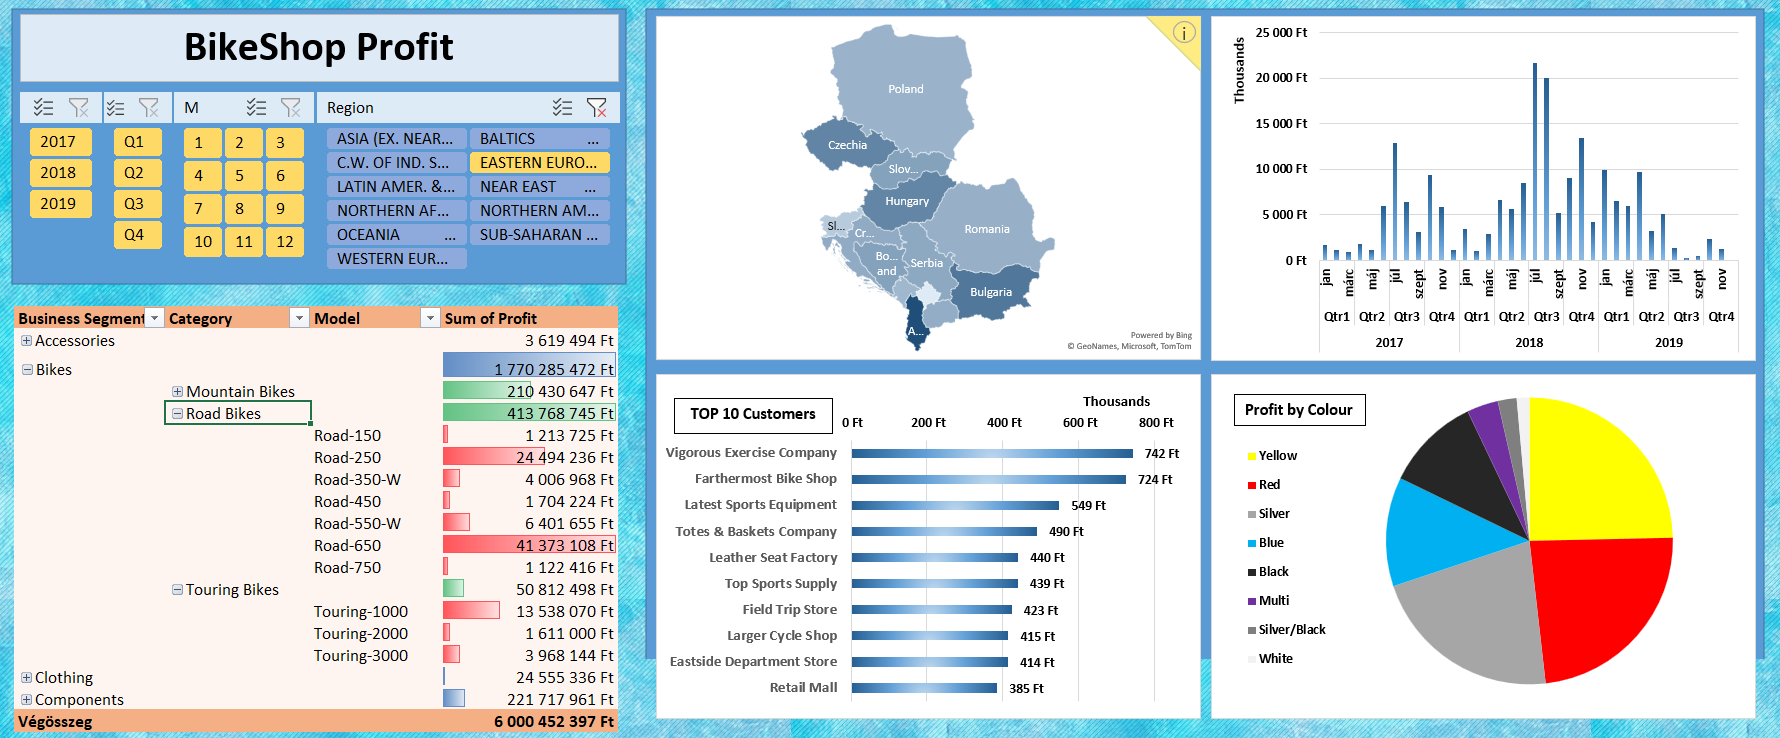 BikeShop Profit
M
Region
2017
2018
2019
Q1
Q2
Q3
Q4
1 2 3
4 5 6
7 8 9
10 11 12
ASIA (EX. NEAR... BALTICS ...
C.W. OF IND. S... EASTERN EURO...
LATIN AMER. &... NEAR EAST ...
NORTHERN AF... NORTHERN AM...
OCEANIA ... SUB-SAHARAN ...
WESTERN EUR...
Business Segment Category Model Sum of Profit
Accessories 3 619 494 Ft
Bikes 1 770 285 472 Ft
Mountain Bikes 210 430 647 Ft
Road Bikes 413 768 745 Ft
Road-150 1 213 725 Ft
Road-250 24 494 236 Ft
Road-350-W 4 006 968 Ft
Road-450 1 704 224 Ft
Road-550-W 6 401 655 Ft
Road-650 41 373 108 Ft
Road-750 1 122 416 Ft
Touring Bikes 50 812 498 Ft
Touring-1000 13 538 070 Ft
Touring-2000 1 611 000 Ft
Touring-3000 3 968 144 Ft
Clothing 24 555 336 Ft
Components 221 717 961 Ft
Végösszeg 6 000 452 397 Ft
Poland
Czechia
Slov...
Hungary
Sl...
Cr...
Romania
Bo...
and
Serbia
Bulgaria
A...
Powered by Bing
© GeoNames, Microsoft, TomTom
Thousands
25 000 Ft
20 000 Ft
15 000 Ft
10 000 Ft
5 000 Ft
0 Ft
jan márc máj júl szept nov jan márc máj júl szept nov jan márc máj júl szept nov
Qtr1 Qtr2 Qtr3 Qtr4 Qtr1 Qtr2 Qtr3 Qtr4 Qtr1 Qtr2 Qtr3 Qtr4
2017 2018 2019
TOP 10 Customers
Thousands
0 Ft 200 Ft 400 Ft 600 Ft 800 Ft
Vigorous Exercise Company 742 Ft
Farthermost Bike Shop 724 Ft
Latest Sports Equipment 549 Ft
Totes & Baskets Company 490 Ft
Leather Seat Factory 440 Ft
Top Sports Supply 439 Ft
Field Trip Store 423 Ft
Larger Cycle Shop 415 Ft
Eastside Department Store 414 Ft
Retail Mall 385 Ft
Profit by Colour
Yellow
Red
Silver
Blue
Black
Multi
Silver/Black
White